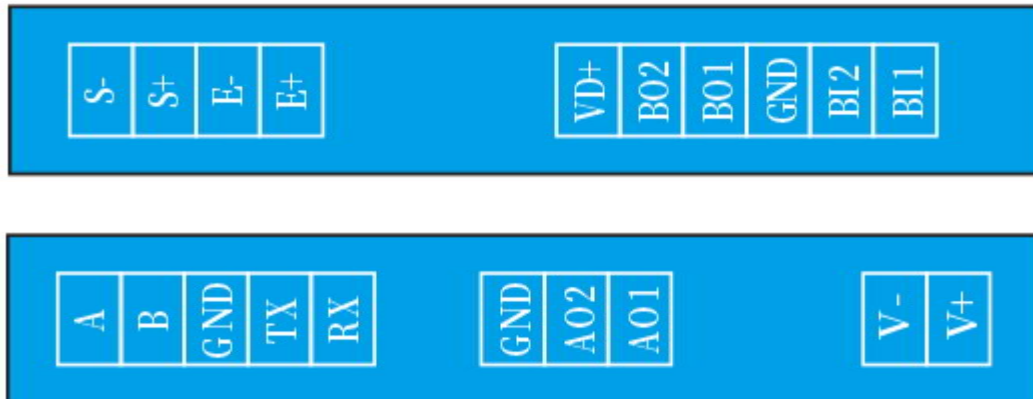 S- S+ E- E+ VD+ BO2 BO1 GND BI2 BI1
A B GND TX RX GND AO2 AO1 V- V+